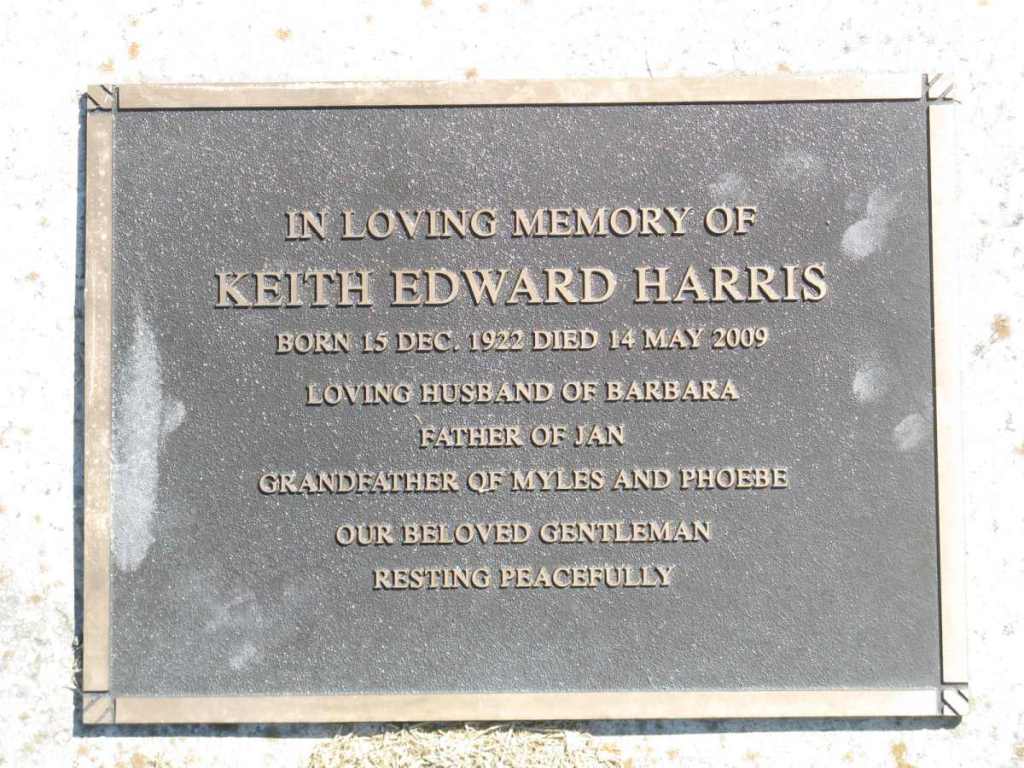 IN LOVING MEMORY OF
KEITH EDWARD HARRIS
BORN 15 DEC. 1922 DIED 14 MAY 2009
LOVING HUSBAND OF BARBARA
FATHER OF JAN
GRANDFATHER OF MYLES AND PHOEBE
OUR BELOVED GENTLEMAN
RESTING PEACEFULLY